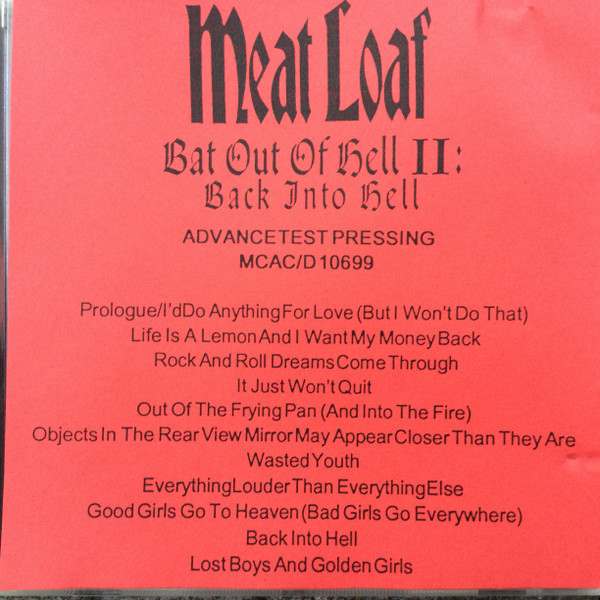 Meat Loaf
Bat Out Of Hell II:
Back Into Hell
ADVANCETEST PRESSING
MCAC/D 10699
Prologue/I'dDo AnythingFor Love (But I Won't Do That)
Life Is A Lemon And I Want My Money Back
Rock And Roll Dreams Come Through
It Just Won't Quit
Out Of The Frying Pan (And Into The Fire)
Objects In The Rear View Mirror May Appear Closer Than They Are
Wasted Youth
EverythingLouder Than Everything Else
Good Girls Go To Heaven (Bad Girls Go Everywhere)
Back Into Hell
Lost Boys And Golden Girls